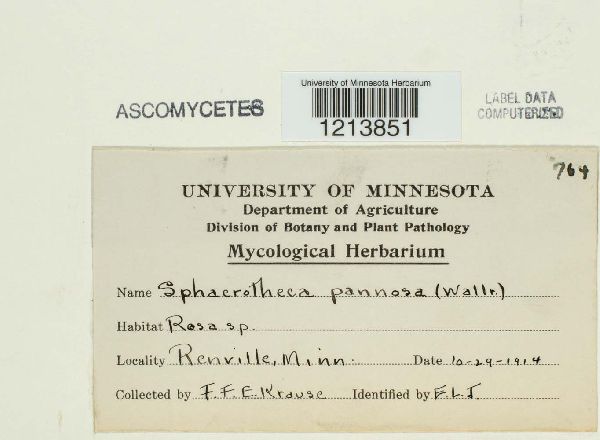 University of Minnesota Herbarium
ASCOMYCETES
1213851
LABEL DATA
COMPUTERIZED
764
UNIVERSITY OF MINNESOTA
Department of Agriculture
Division of Botany and Plant Pathology
Mycological Herbarium
Name Sphaerotheca pannosa (Wallr.)
Habitat Rosa sp.
Locality Renville, Minn. Date 10-29-1914
Collected by F.F.E. Krause Identified by F.L.J.